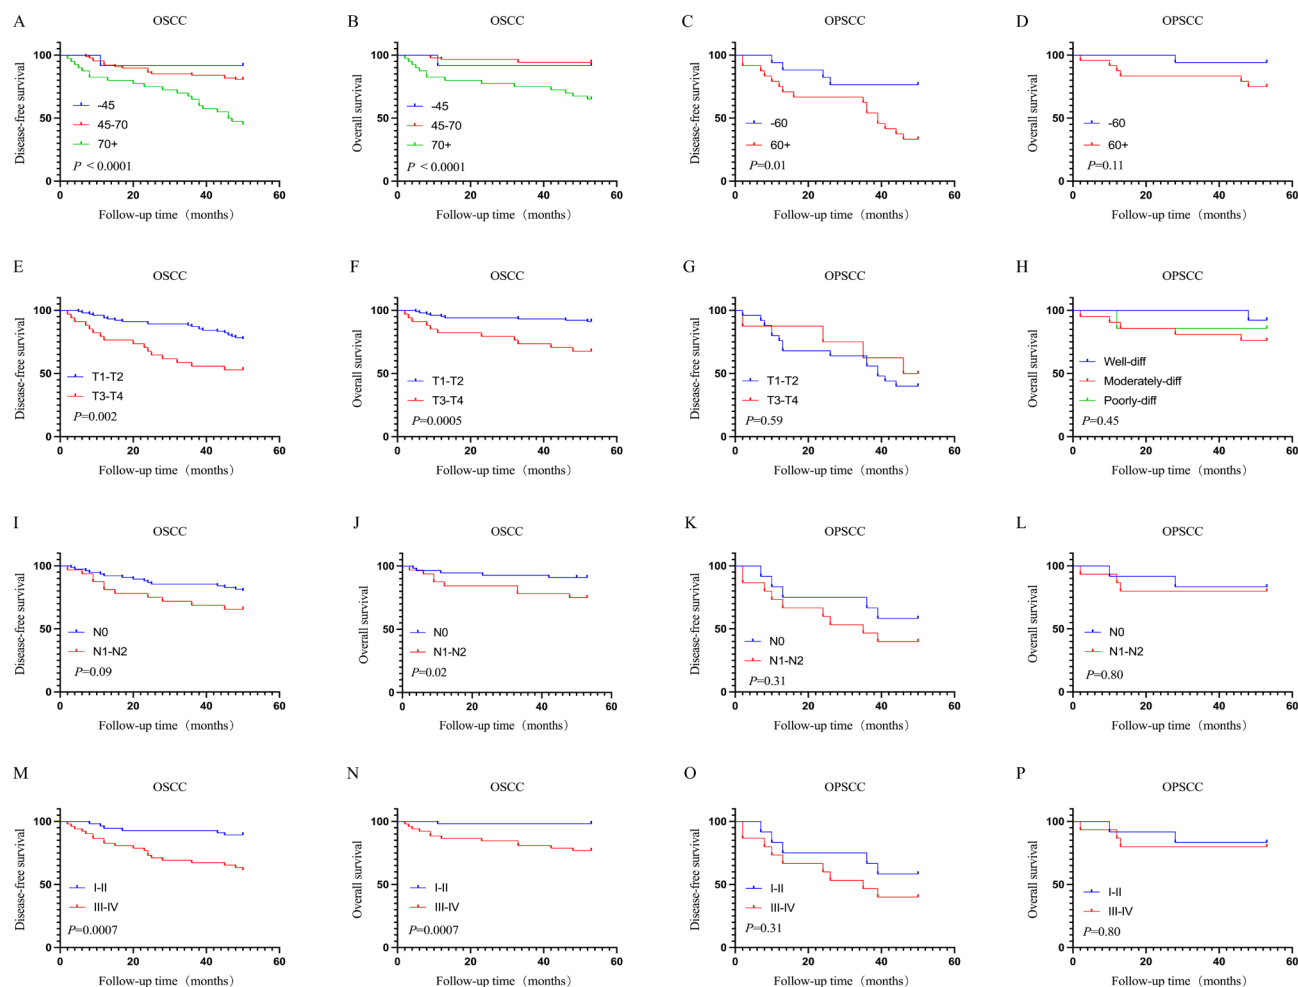 A
OSCC
Disease-free survival
100
50
0
-45
45-70
70+
P < 0.0001
0 20 40 60
Follow-up time（months）
B
OSCC
Overall survival
100
50
0
-45
45-70
70+
P < 0.0001
0 20 40 60
Follow-up time（months）
C
OPSCC
Disease-free survival
100
50
0
-60
60+
P=0.01
0 20 40 60
Follow-up time（months）
D
OPSCC
Overall survival
100
50
0
-60
60+
P=0.11
0 20 40 60
Follow-up time（months）
E
OSCC
Disease-free survival
100
50
0
T1-T2
T3-T4
P=0.002
0 20 40 60
Follow-up time（months）
F
OSCC
Overall survival
100
50
0
T1-T2
T3-T4
P=0.0005
0 20 40 60
Follow-up time（months）
G
OPSCC
Disease-free survival
100
50
0
T1-T2
T3-T4
P=0.59
0 20 40 60
Follow-up time（months）
H
OPSCC
Overall survival
100
50
0
Well-diff
Moderately-diff
Poorly-diff
P=0.45
0 20 40 60
Follow-up time（months）
I
OSCC
Disease-free survival
100
50
0
N0
N1-N2
P=0.09
0 20 40 60
Follow-up time（months）
J
OSCC
Overall survival
100
50
0
N0
N1-N2
P=0.02
0 20 40 60
Follow-up time（months）
K
OPSCC
Disease-free survival
100
50
0
N0
N1-N2
P=0.31
0 20 40 60
Follow-up time（months）
L
OPSCC
Overall survival
100
50
0
N0
N1-N2
P=0.80
0 20 40 60
Follow-up time（months）
M
OSCC
Disease-free survival
100
50
0
I-II
III-IV
P=0.0007
0 20 40 60
Follow-up time（months）
N
OSCC
Overall survival
100
50
0
I-II
III-IV
P=0.0007
0 20 40 60
Follow-up time（months）
O
OPSCC
Disease-free survival
100
50
0
I-II
III-IV
P=0.31
0 20 40 60
Follow-up time（months）
P
OPSCC
Overall survival
100
50
0
I-II
III-IV
P=0.80
0 20 40 60
Follow-up time（months）